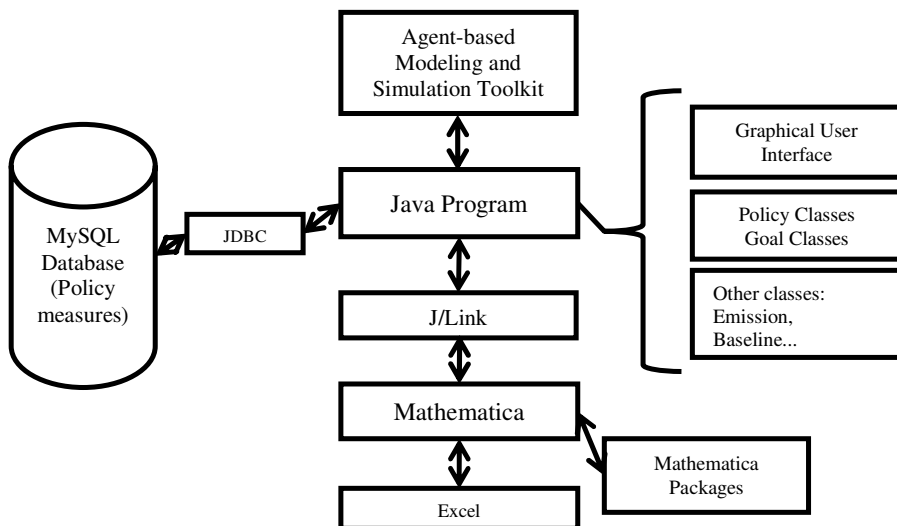 Agent-based
Modeling and
Simulation Toolkit
Graphical User
Interface
Java Program
Policy Classes
Goal Classes
JDBC
MySQL
Database
(Policy
measures)
Other classes:
Emission,
Baseline...
J/Link
Mathematica
Mathematica
Packages
Excel